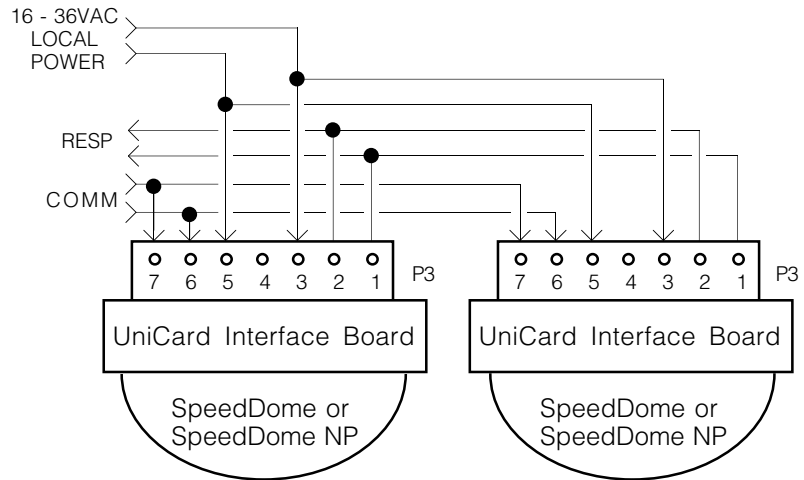 16 - 36VAC
LOCAL
POWER
RESP
COMM
7 6 5 4 3 2 1 P3
7 6 5 4 3 2 1 P3
UniCard Interface Board
UniCard Interface Board
SpeedDome or
SpeedDome NP
SpeedDome or
SpeedDome NP